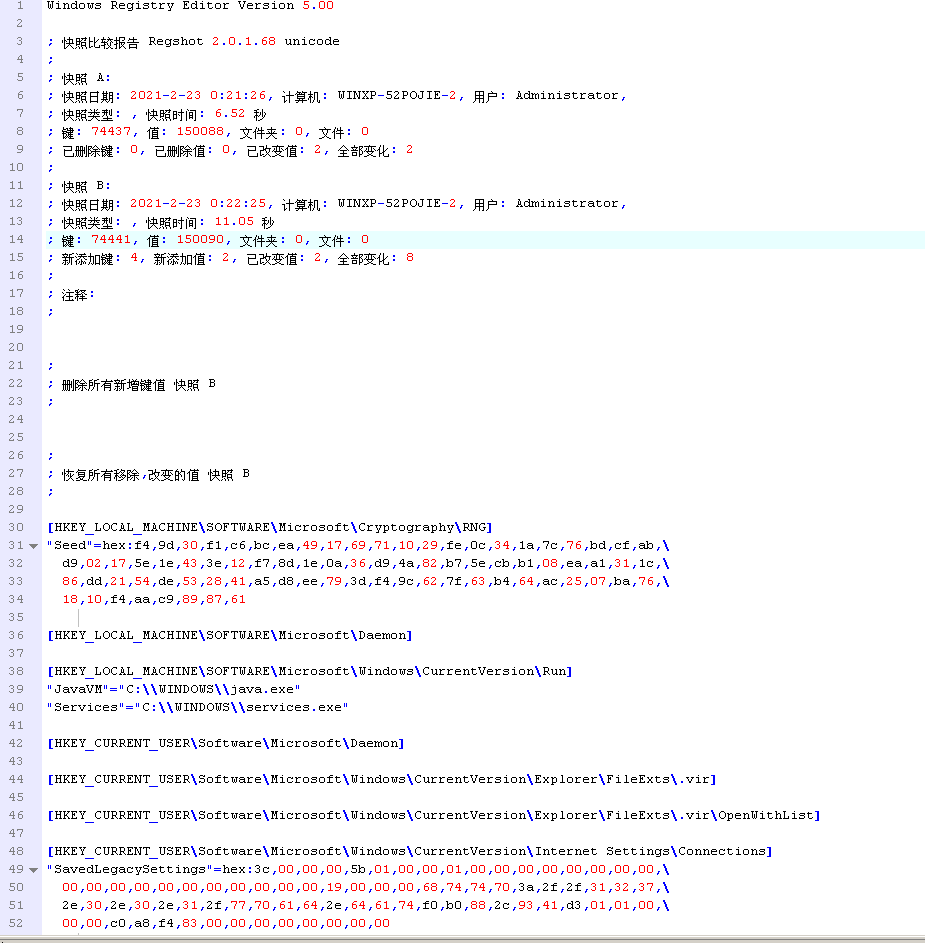 1 Windows Registry Editor Version 5.00
2
3 ; 快照比较报告 Regshot 2.0.1.68 unicode
4 ;
5 ; 快照 A:
6 ; 快照日期: 2021-2-23 0:21:26, 计算机: WINXP-52POJIE-2, 用户: Administrator,
7 ; 快照类型: , 快照时间: 6.52 秒
8 ; 键: 74437, 值: 150088, 文件夹: 0, 文件: 0
9 ; 已删除键: 0, 已删除值: 0, 已改变值: 2, 全部变化: 2
10 ;
11 ; 快照 B:
12 ; 快照日期: 2021-2-23 0:22:25, 计算机: WINXP-52POJIE-2, 用户: Administrator,
13 ; 快照类型: , 快照时间: 11.05 秒
14 ; 键: 74441, 值: 150090, 文件夹: 0, 文件: 0
15 ; 新添加键: 4, 新添加值: 2, 已改变值: 2, 全部变化: 8
16 ;
17 ; 注释:
18 ;
19
20
21 ;
22 ; 删除所有新增键值 快照 B
23 ;
24
25
26 ;
27 ; 恢复所有移除,改变的值 快照 B
28 ;
29
30 [HKEY_LOCAL_MACHINE\SOFTWARE\Microsoft\Cryptography\RNG]
31 "Seed"=hex:f4,9d,30,f1,c6,bc,ea,49,17,69,71,10,29,fe,0c,34,1a,7c,76,bd,cf,ab,\
32 d9,02,17,5e,1e,43,3e,12,f7,8d,1e,0a,36,d9,4a,82,b7,5e,cb,b1,08,ea,a1,31,1c,\
33 86,dd,21,54,de,53,28,41,a5,d8,ee,79,3d,f4,9c,62,7f,63,b4,64,ac,25,07,ba,76,\
34 18,10,f4,aa,c9,89,87,61
35
36 [HKEY_LOCAL_MACHINE\SOFTWARE\Microsoft\Daemon]
37
38 [HKEY_LOCAL_MACHINE\SOFTWARE\Microsoft\Windows\CurrentVersion\Run]
39 "JavaVM"="C:\\WINDOWS\\java.exe"
40 "Services"="C:\\WINDOWS\\services.exe"
41
42 [HKEY_CURRENT_USER\Software\Microsoft\Daemon]
43
44 [HKEY_CURRENT_USER\Software\Microsoft\Windows\CurrentVersion\Explorer\FileExts\.vir]
45
46 [HKEY_CURRENT_USER\Software\Microsoft\Windows\CurrentVersion\Explorer\FileExts\.vir\OpenWithList]
47
48 [HKEY_CURRENT_USER\Software\Microsoft\Windows\CurrentVersion\Internet Settings\Connections]
49 "SavedLegacySettings"=hex:3c,00,00,00,5b,01,00,00,01,00,00,00,00,00,00,00,00,\
50 00,00,00,00,00,00,00,00,00,00,00,19,00,00,00,68,74,74,70,3a,2f,2f,31,32,37,\
51 2e,30,2e,30,2e,31,2f,77,70,61,64,2e,64,61,74,f0,b0,88,2c,93,41,d3,01,01,00,\
52 00,00,c0,a8,f4,83,00,00,00,00,00,00,00,00